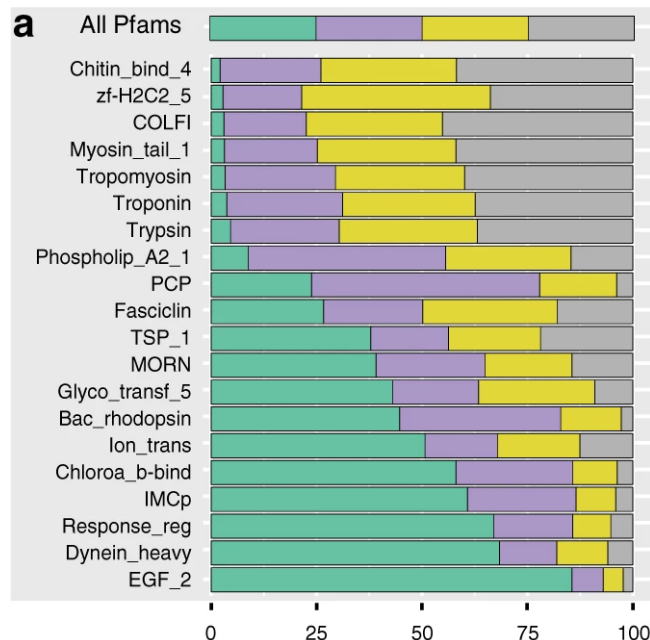 a
All Pfams
Chitin_bind_4
zf-H2C2_5
COLFI
Myosin_tail_1
Tropomyosin
Troponin
Trypsin
Phospholip_A2_1
PCP
Fasciclin
TSP_1
MORN
Glyco_transf_5
Bac_rhodopsin
Ion_trans
Chloroa_b-bind
IMCp
Response_reg
Dynein_heavy
EGF_2
0 25 50 75 100